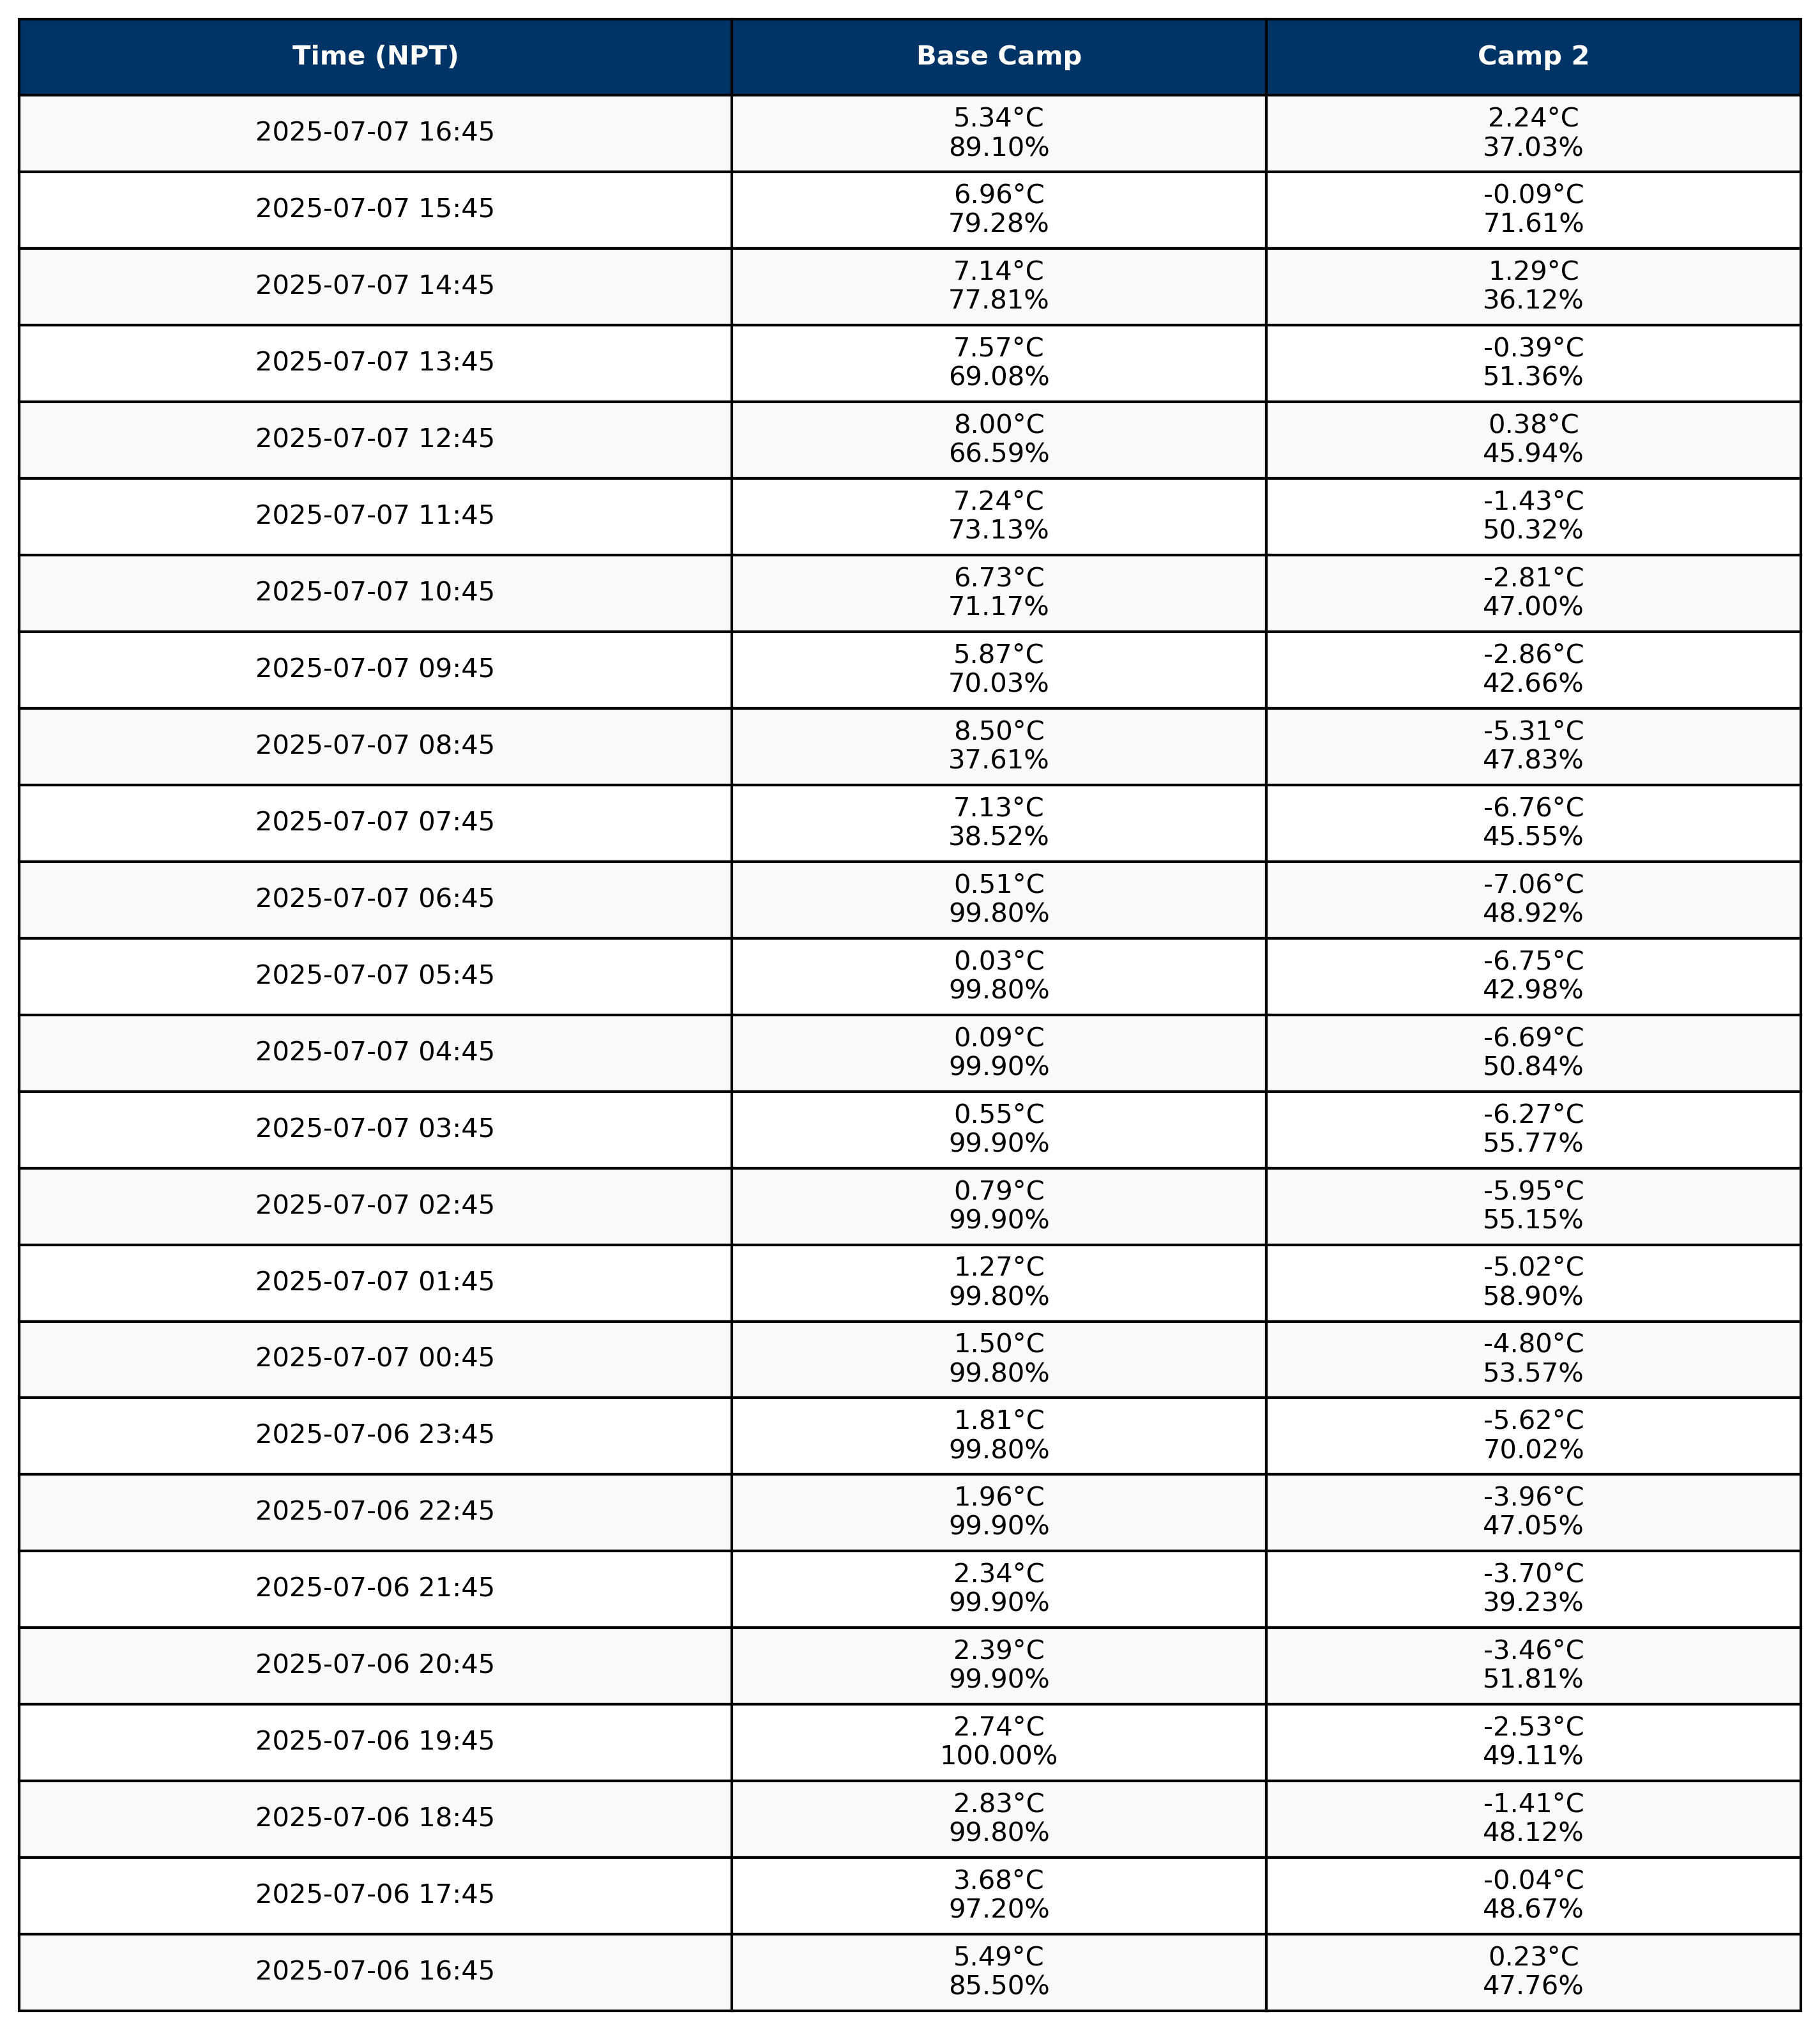 Time (NPT) Base Camp Camp 2
2025-07-07 16:45 5.34°C 2.24°C
89.10% 37.03%
2025-07-07 15:45 6.96°C -0.09°C
79.28% 71.61%
2025-07-07 14:45 7.14°C 1.29°C
77.81% 36.12%
2025-07-07 13:45 7.57°C -0.39°C
69.08% 51.36%
2025-07-07 12:45 8.00°C 0.38°C
66.59% 45.94%
2025-07-07 11:45 7.24°C -1.43°C
73.13% 50.32%
2025-07-07 10:45 6.73°C -2.81°C
71.17% 47.00%
2025-07-07 09:45 5.87°C -2.86°C
70.03% 42.66%
2025-07-07 08:45 8.50°C -5.31°C
37.61% 47.83%
2025-07-07 07:45 7.13°C -6.76°C
38.52% 45.55%
2025-07-07 06:45 0.51°C -7.06°C
99.80% 48.92%
2025-07-07 05:45 0.03°C -6.75°C
99.80% 42.98%
2025-07-07 04:45 0.09°C -6.69°C
99.90% 50.84%
2025-07-07 03:45 0.55°C -6.27°C
99.90% 55.77%
2025-07-07 02:45 0.79°C -5.95°C
99.90% 55.15%
2025-07-07 01:45 1.27°C -5.02°C
99.80% 58.90%
2025-07-07 00:45 1.50°C -4.80°C
99.80% 53.57%
2025-07-06 23:45 1.81°C -5.62°C
99.80% 70.02%
2025-07-06 22:45 1.96°C -3.96°C
99.90% 47.05%
2025-07-06 21:45 2.34°C -3.70°C
99.90% 39.23%
2025-07-06 20:45 2.39°C -3.46°C
99.90% 51.81%
2025-07-06 19:45 2.74°C -2.53°C
100.00% 49.11%
2025-07-06 18:45 2.83°C -1.41°C
99.80% 48.12%
2025-07-06 17:45 3.68°C -0.04°C
97.20% 48.67%
2025-07-06 16:45 5.49°C 0.23°C
85.50% 47.76%